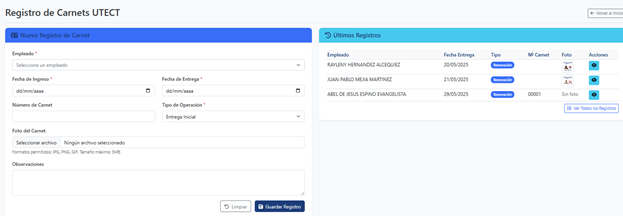 Registro de Carnets UTECT
Volver al Inicio
Nuevo Registro de Carnet
Empleado *
Seleccione un empleado
Fecha de Ingreso *
Fecha de Entrega *
dd/mm/aaaa
dd/mm/aaaa
Número de Carnet
Tipo de Operación *
Entrega Inicial
Foto del Carnet
Seleccionar archivo
Ningún archivo seleccionado
Formatos permitidos: JPG, PNG, GIF. Tamaño máximo: 5MB
Observaciones
Limpiar
Guardar Registro
Últimos Registros
Empleado Fecha Entrega Tipo Nº Carnet Foto Acciones
RAYLENY HERNANDEZ ALCEQUIEZ 20/05/2025 Renovación
JUAN PABLO MEJIA MARTINEZ 21/05/2025 Renovación
ABEL DE JESUS ESPINO EVANGELISTA 29/05/2025 Renovación 00001 Sin foto
Ver Todos los Registros